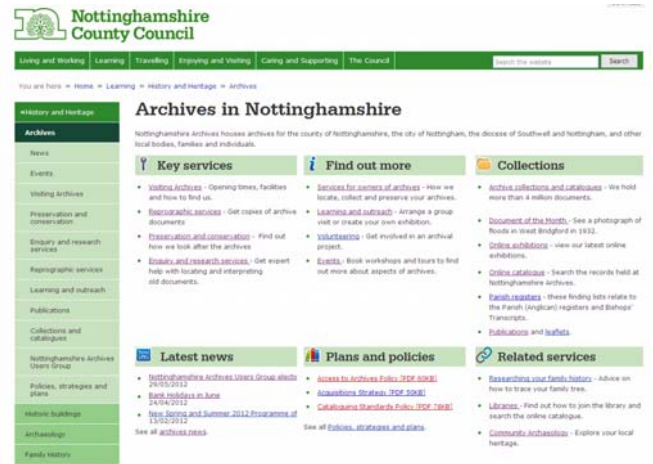 Nottinghamshire
County Council
Living and Working
Learning
Travelling
Enjoying and Visiting
Caring and Supporting
The Council
Search the website
Search
You are here » Home » Learning » History and Heritage » Archives
«History and Heritage
Archives
News
Events
Visiting Archives
Preservation and
conservation
Enquiry and research
services
Reprographic services
Learning and outreach
Publications
Collections and
catalogues
Nottinghamshire Archives
Users Group
Policies, strategies and
plans
Historic buildings
Archaeology
Family History
Archives in Nottinghamshire
Nottinghamshire Archives houses archives for the county of Nottinghamshire, the city of Nottingham, the diocese of Southwell and Nottingham, and other
local bodies, families and individuals.
Key services
• Visiting Archives - Opening times, facilities
and how to find us.
• Reprographic services - Get copies of archive
documents
• Preservation and conservation - Find out
how we look after the archives
• Enquiry and research services - Get expert
help with locating and interpreting
old documents.
Find out more
• Services for owners of archives - How we
locate, collect and preserve your archives.
• Learning and outreach - Arrange a group
visit or create your own exhibition.
• Volunteering - Get involved in an archival
project.
• Events - Book workshops and tours to find
out more about aspects of archives.
Collections
• Archive collections and catalogues - We hold
more than 4 million documents.
• Document of the Month - See a photograph of
floods in West Bridgford in 1932.
• Online exhibitions - view our latest online
exhibitions.
• Online catalogue - Search the records held at
Nottinghamshire Archives.
• Parish registers - these finding lists relate to
the Parish (Anglican) registers and Bishops'
Transcripts.
• Publications and leaflets.
Latest news
• Nottinghamshire Archives Users Group elects
29/05/2012
• Bank Holidays in June
24/04/2012
• New Spring and Summer 2012 Programme of
13/02/2012
See all archives news.
Plans and policies
• Access to Archives Policy [PDF 60KB]
• Acquisitions Strategy [PDF 50KB]
• Cataloguing Standards Policy [PDF 78KB]
See all Policies, strategies and plans.
Related services
• Researching your family history - Advice on
how to trace your family tree.
• Libraries - Find out how to join the library and
search the online catalogue.
• Community Archaeology - Explore your local
heritage.